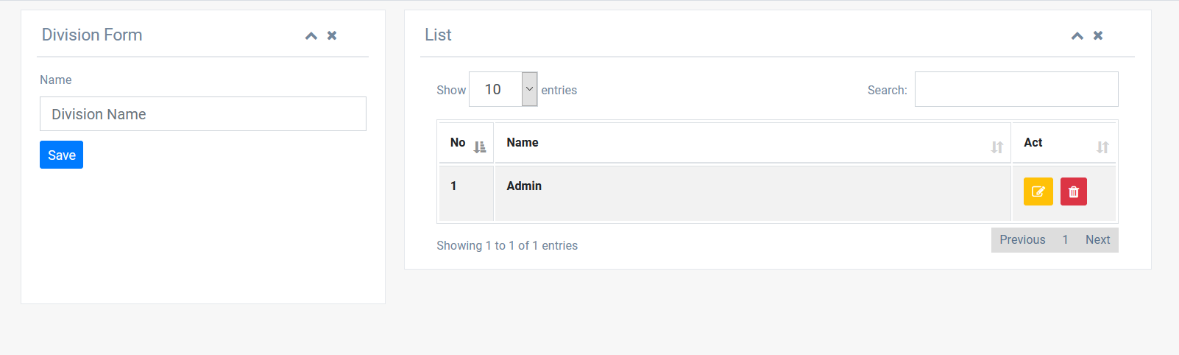 Division Form
Name
Division Name
Save
List
Show 10 entries
Search:
No Name Act
1 Admin
Showing 1 to 1 of 1 entries
Previous 1 Next